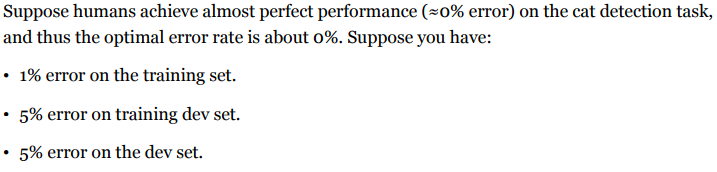 Suppose humans achieve almost perfect performance (≈0% error) on the cat detection task,
and thus the optimal error rate is about 0%. Suppose you have:
• 1% error on the training set.
• 5% error on training dev set.
• 5% error on the dev set.